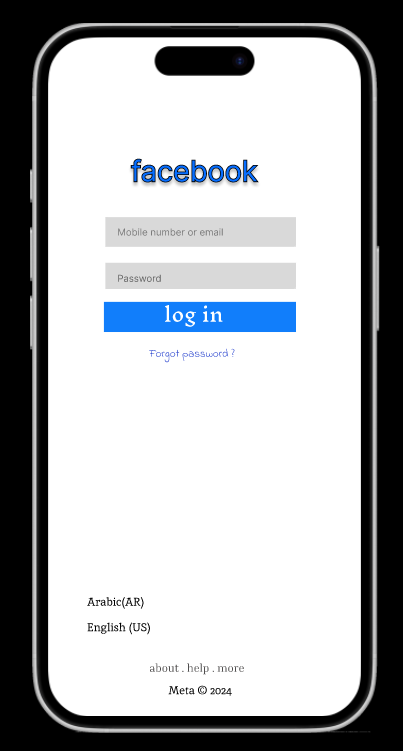 facebook
Mobile number or email
Password
log in
Forgot password ?
Arabic(AR)
English (US)
about . help . more
Meta © 2024